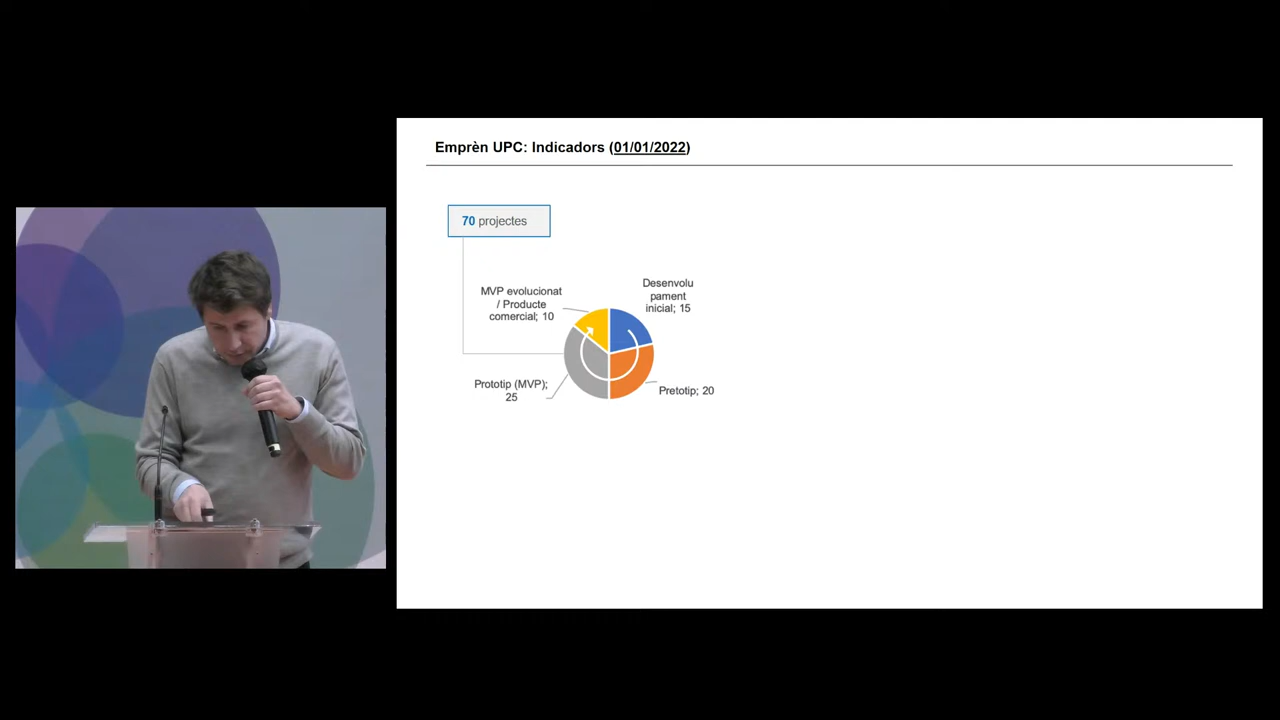 Emprèn UPC: Indicadors (01/01/2022)
70 projectes
MVP evolucionat
/ Producte
comercial; 10
Desenvolu
pament
inicial; 15
Prototip (MVP);
25
Pretotip; 20